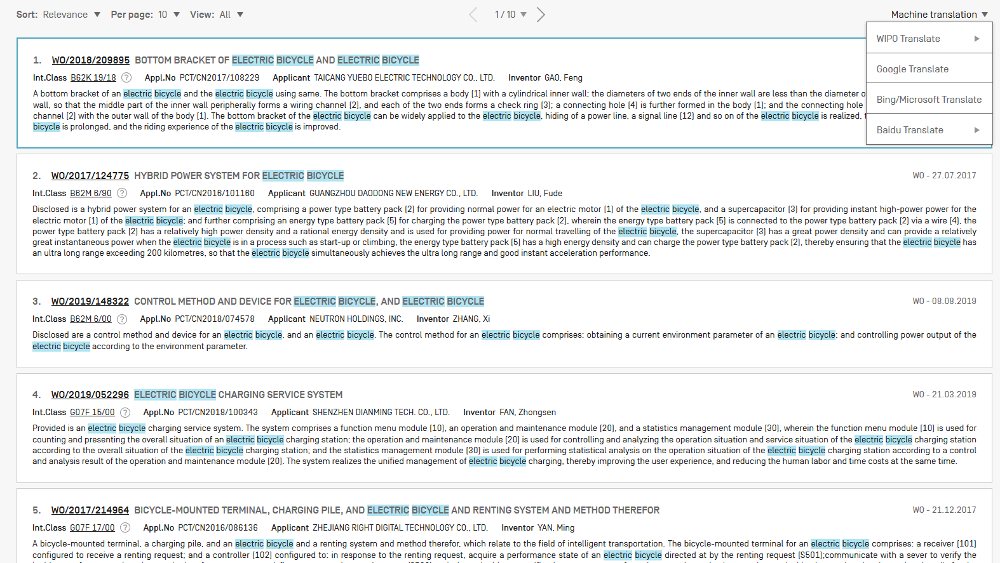 Sort: Relevance ▼ Per page: 10 ▼ View: All ▼ 1 / 10 ▼ Machine translation ▼
WIPO Translate ▶
Google Translate
Bing/Microsoft Translate
Baidu Translate ▶
1. WO/2018/209895 BOTTOM BRACKET OF ELECTRIC BICYCLE AND ELECTRIC BICYCLE
Int.Class B62K 19/18 ? Appl.No PCT/CN2017/108229 Applicant TAICANG YUEBO ELECTRIC TECHNOLOGY CO., LTD. Inventor GAO, Feng
A bottom bracket of an electric bicycle and the electric bicycle using same. The bottom bracket comprises a body [1] with a cylindrical inner wall; the diameters of two ends of the inner wall are less than the diameter o
wall, so that the middle part of the inner wall peripherally forms a wiring channel [2], and each of the two ends forms a check ring [3]; a connecting hole [4] is further formed in the body [1]; and the connecting hole
channel [2] with the outer wall of the body [1]. The bottom bracket of the electric bicycle can be widely applied to the electric bicycle, hiding of a power line, a signal line [12] and so on of the electric bicycle is realized,
bicycle is prolonged, and the riding experience of the electric bicycle is improved.
2. WO/2017/124775 HYBRID POWER SYSTEM FOR ELECTRIC BICYCLE WO - 27.07.2017
Int.Class B62M 6/90 ? Appl.No PCT/CN2016/101160 Applicant GUANGZHOU DAODONG NEW ENERGY CO., LTD. Inventor LIU, Fude
Disclosed is a hybrid power system for an electric bicycle, comprising a power type battery pack [2] for providing normal power for an electric motor [1] of the electric bicycle, and a supercapacitor [3] for providing instant high-power power for the
electric motor [1] of the electric bicycle; and further comprising an energy type battery pack [5] for charging the power type battery pack [2], wherein the energy type battery pack [5] is connected to the power type battery pack [2] via a wire [4], the
power type battery pack [2] has a relatively high power density and a rational energy density and is used for providing power for normal travelling of the electric bicycle, the supercapacitor [3] has a great power density and can provide a relatively
great instantaneous power when the electric bicycle is in a process such as start-up or climbing, the energy type battery pack [5] has a high energy density and can charge the power type battery pack [2], thereby ensuring that the electric bicycle has
an ultra long range exceeding 200 kilometres, so that the electric bicycle simultaneously achieves the ultra long range and good instant acceleration performance.
3. WO/2019/148322 CONTROL METHOD AND DEVICE FOR ELECTRIC BICYCLE, AND ELECTRIC BICYCLE WO - 08.08.2019
Int.Class B62M 6/00 ? Appl.No PCT/CN2018/074578 Applicant NEUTRON HOLDINGS, INC. Inventor ZHANG, Xi
Disclosed are a control method and device for an electric bicycle, and an electric bicycle. The control method for an electric bicycle comprises: obtaining a current environment parameter of an electric bicycle; and controlling power output of the
electric bicycle according to the environment parameter.
4. WO/2019/052296 ELECTRIC BICYCLE CHARGING SERVICE SYSTEM WO - 21.03.2019
Int.Class G07F 15/00 ? Appl.No PCT/CN2018/100343 Applicant SHENZHEN DIANMING TECH. CO., LTD. Inventor FAN, Zhongsen
Provided is an electric bicycle charging service system. The system comprises a function menu module [10], an operation and maintenance module [20], and a statistics management module [30], wherein the function menu module [10] is used for
counting and presenting the overall situation of an electric bicycle charging station; the operation and maintenance module [20] is used for controlling and analyzing the operation situation and service situation of the electric bicycle charging station
according to the overall situation of the electric bicycle charging station; and the statistics management module [30] is used for performing statistical analysis on the operation situation of the electric bicycle charging station according to a control
and analysis result of the operation and maintenance module [20]. The system realizes the unified management of electric bicycle charging, thereby improving the user experience, and reducing the human labor and time costs at the same time.
5. WO/2017/214964 BICYCLE-MOUNTED TERMINAL, CHARGING PILE, AND ELECTRIC BICYCLE AND RENTING SYSTEM AND METHOD THEREFOR WO - 21.12.2017
Int.Class G07F 17/00 ? Appl.No PCT/CN2016/086136 Applicant ZHEJIANG RIGHT DIGITAL TECHNOLOGY CO., LTD. Inventor YAN, Ming
A bicycle-mounted terminal, a charging pile, and an electric bicycle and a renting system and method therefor, which relate to the field of intelligent transportation. The bicycle-mounted terminal for an electric bicycle comprises: a receiver [101]
configured to receive a renting request; and a controller [102] configured to: in response to the renting request, acquire a performance state of an electric bicycle directed at by the renting request [S501];communicate with a sever to verify the